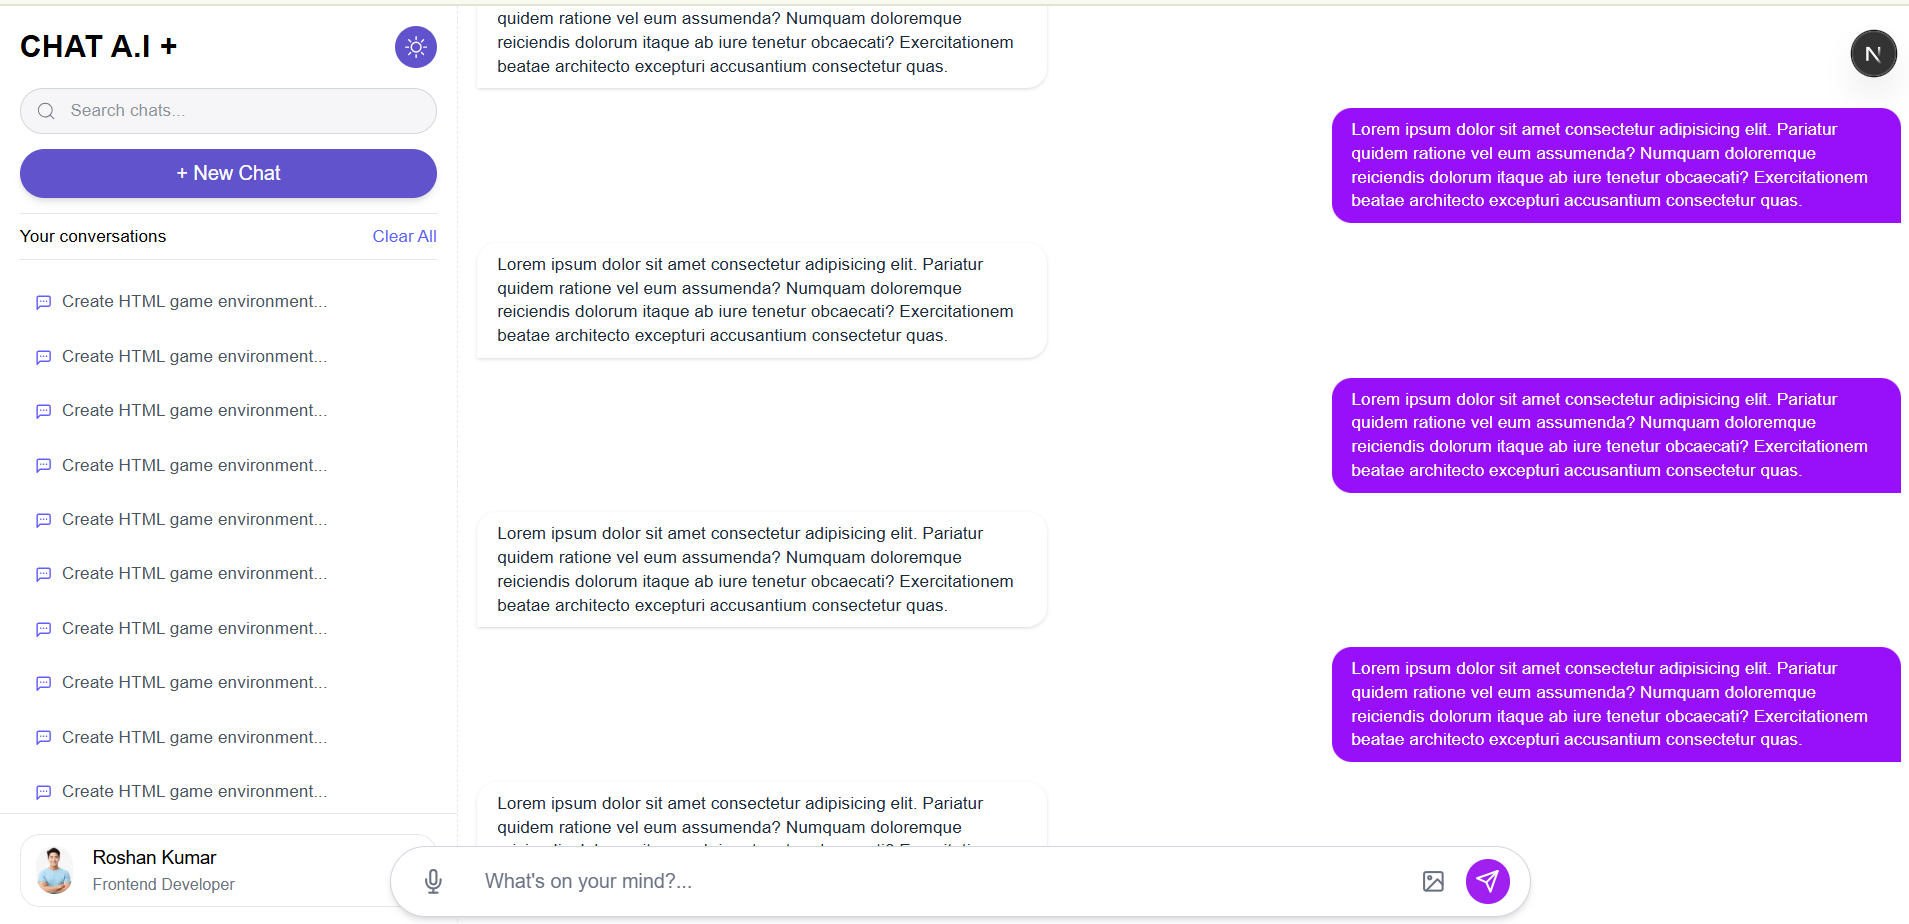 CHAT A.I +
Search chats...
+ New Chat
Your conversations
Clear All
Create HTML game environment...
Create HTML game environment...
Create HTML game environment...
Create HTML game environment...
Create HTML game environment...
Create HTML game environment...
Create HTML game environment...
Create HTML game environment...
Create HTML game environment...
Create HTML game environment...
Roshan Kumar
Frontend Developer
quidem ratione vel eum assumenda? Numquam doloremque
reiciendis dolorum itaque ab iure tenetur obcaecati? Exercitationem
beatae architecto excepturi accusantium consectetur quas.
N
Lorem ipsum dolor sit amet consectetur adipisicing elit. Pariatur
quidem ratione vel eum assumenda? Numquam doloremque
reiciendis dolorum itaque ab iure tenetur obcaecati? Exercitationem
beatae architecto excepturi accusantium consectetur quas.
Lorem ipsum dolor sit amet consectetur adipisicing elit. Pariatur
quidem ratione vel eum assumenda? Numquam doloremque
reiciendis dolorum itaque ab iure tenetur obcaecati? Exercitationem
beatae architecto excepturi accusantium consectetur quas.
Lorem ipsum dolor sit amet consectetur adipisicing elit. Pariatur
quidem ratione vel eum assumenda? Numquam doloremque
reiciendis dolorum itaque ab iure tenetur obcaecati? Exercitationem
beatae architecto excepturi accusantium consectetur quas.
Lorem ipsum dolor sit amet consectetur adipisicing elit. Pariatur
quidem ratione vel eum assumenda? Numquam doloremque
reiciendis dolorum itaque ab iure tenetur obcaecati? Exercitationem
beatae architecto excepturi accusantium consectetur quas.
Lorem ipsum dolor sit amet consectetur adipisicing elit. Pariatur
quidem ratione vel eum assumenda? Numquam doloremque
reiciendis dolorum itaque ab iure tenetur obcaecati? Exercitationem
beatae architecto excepturi accusantium consectetur quas.
Lorem ipsum dolor sit amet consectetur adipisicing elit. Pariatur
quidem ratione vel eum assumenda? Numquam doloremque
What's on your mind?...